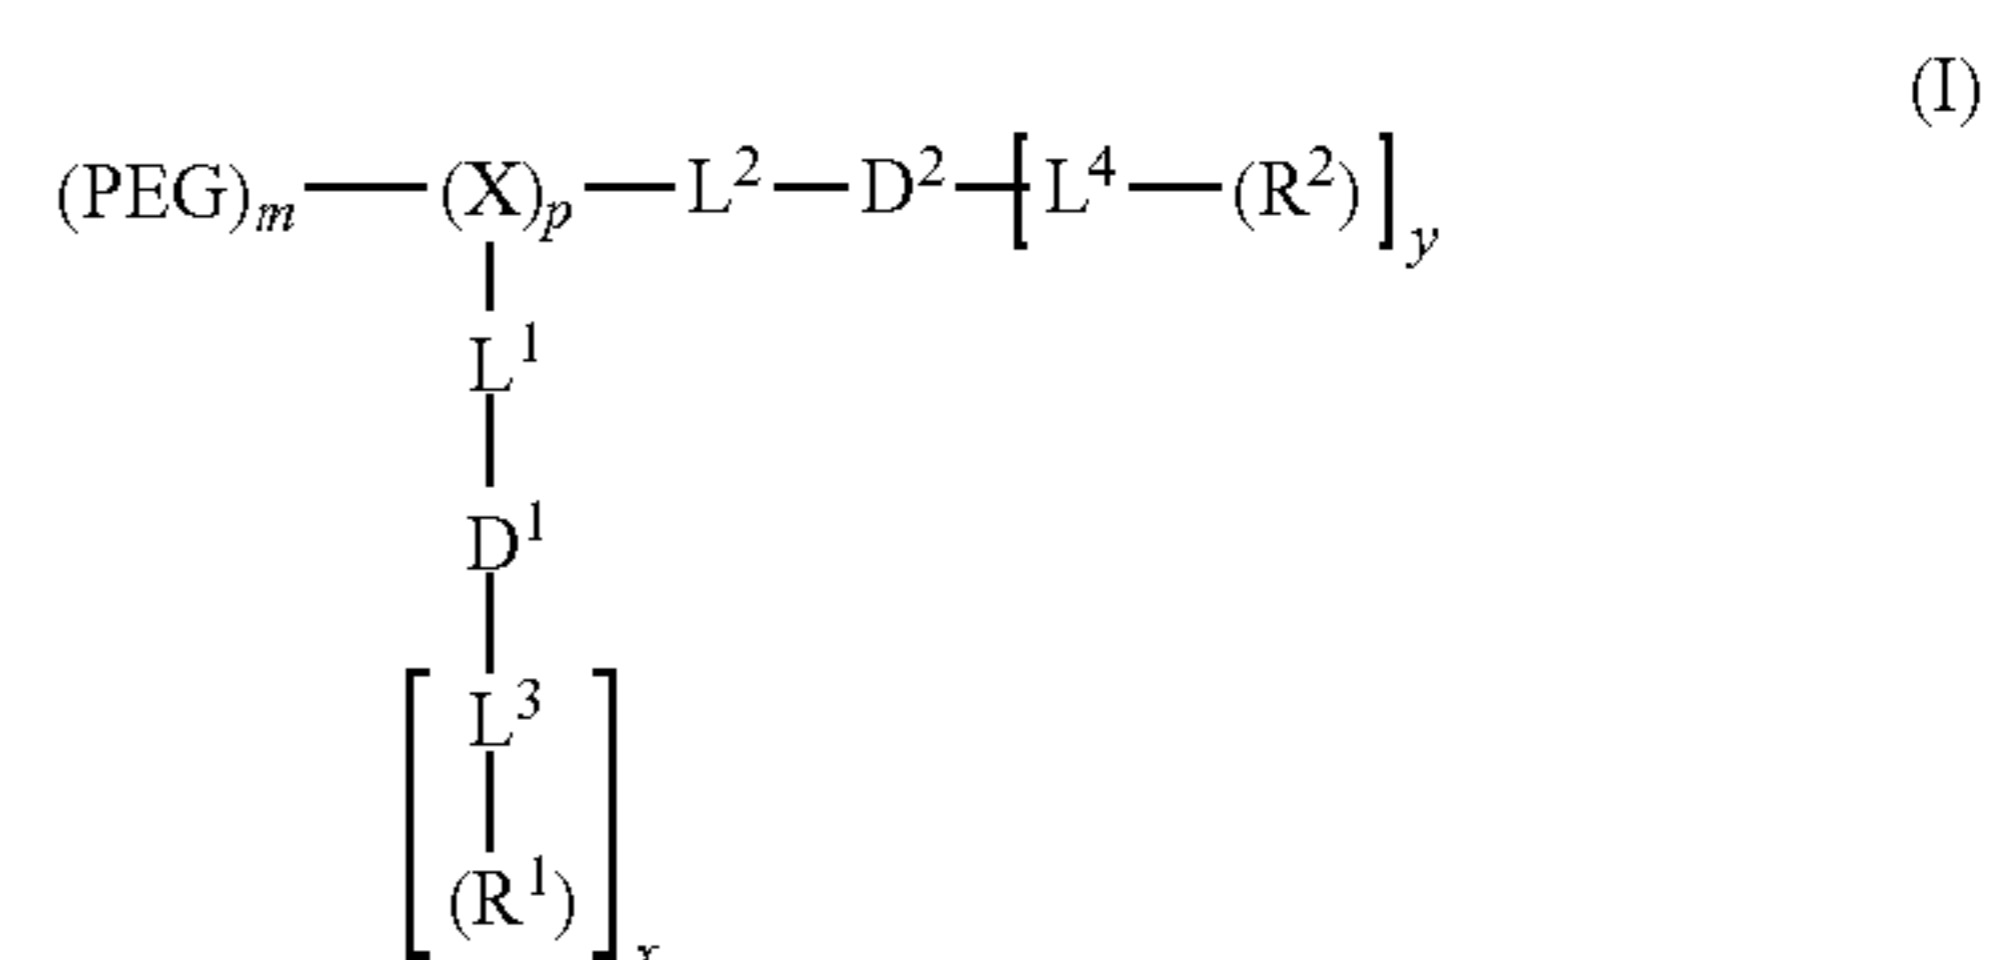 (I)
(PEG)m—(X)p—L²—D²—[L⁴—(R²)]y
L¹
D¹
[L³
(R¹)]x